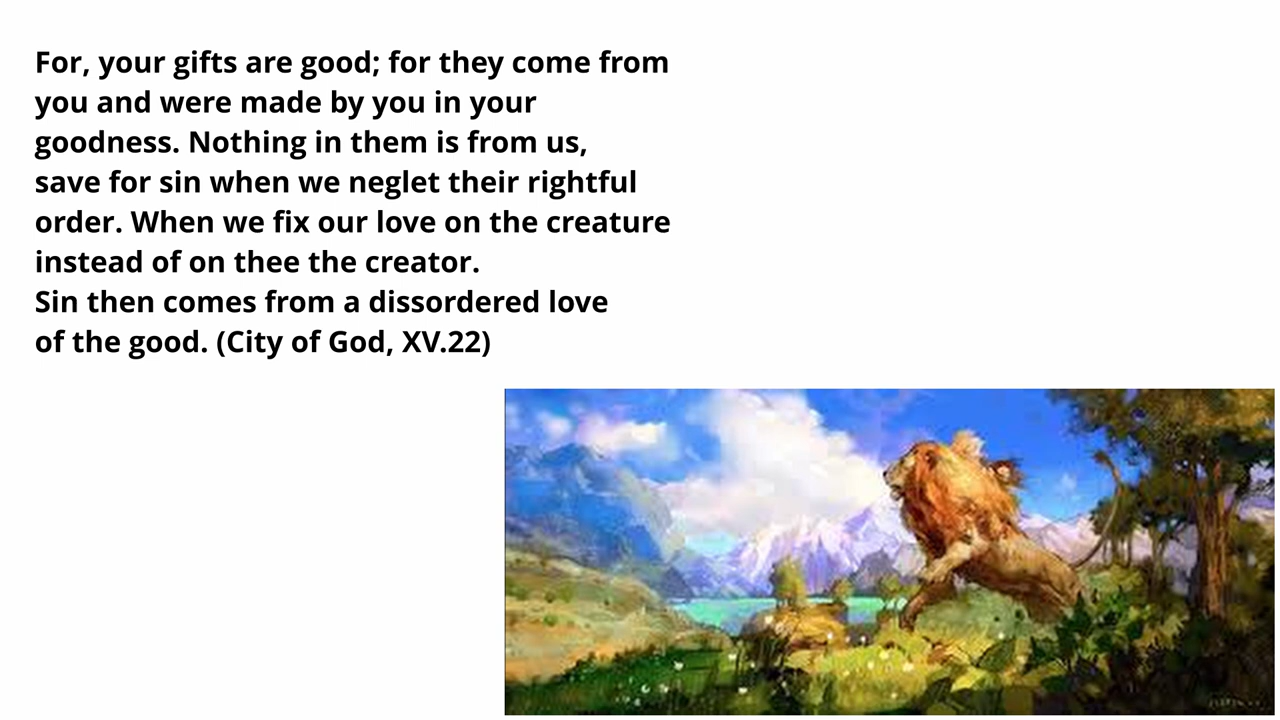 For, your gifts are good; for they come from
you and were made by you in your
goodness. Nothing in them is from us,
save for sin when we neglet their rightful
order. When we fix our love on the creature
instead of on thee the creator.
Sin then comes from a dissordered love
of the good. (City of God, XV.22)